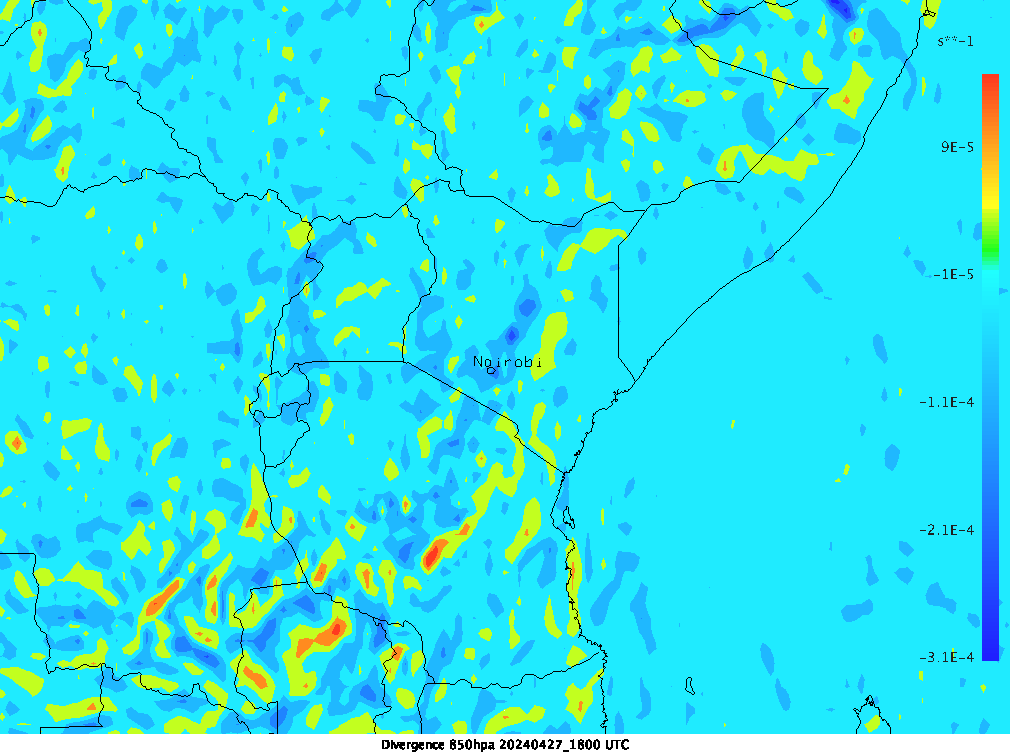 s**-1
9E-5
-1E-5
Nairobi
-1.1E-4
-2.1E-4
-3.1E-4
Divergence 850hpa 20240427_1800 UTC